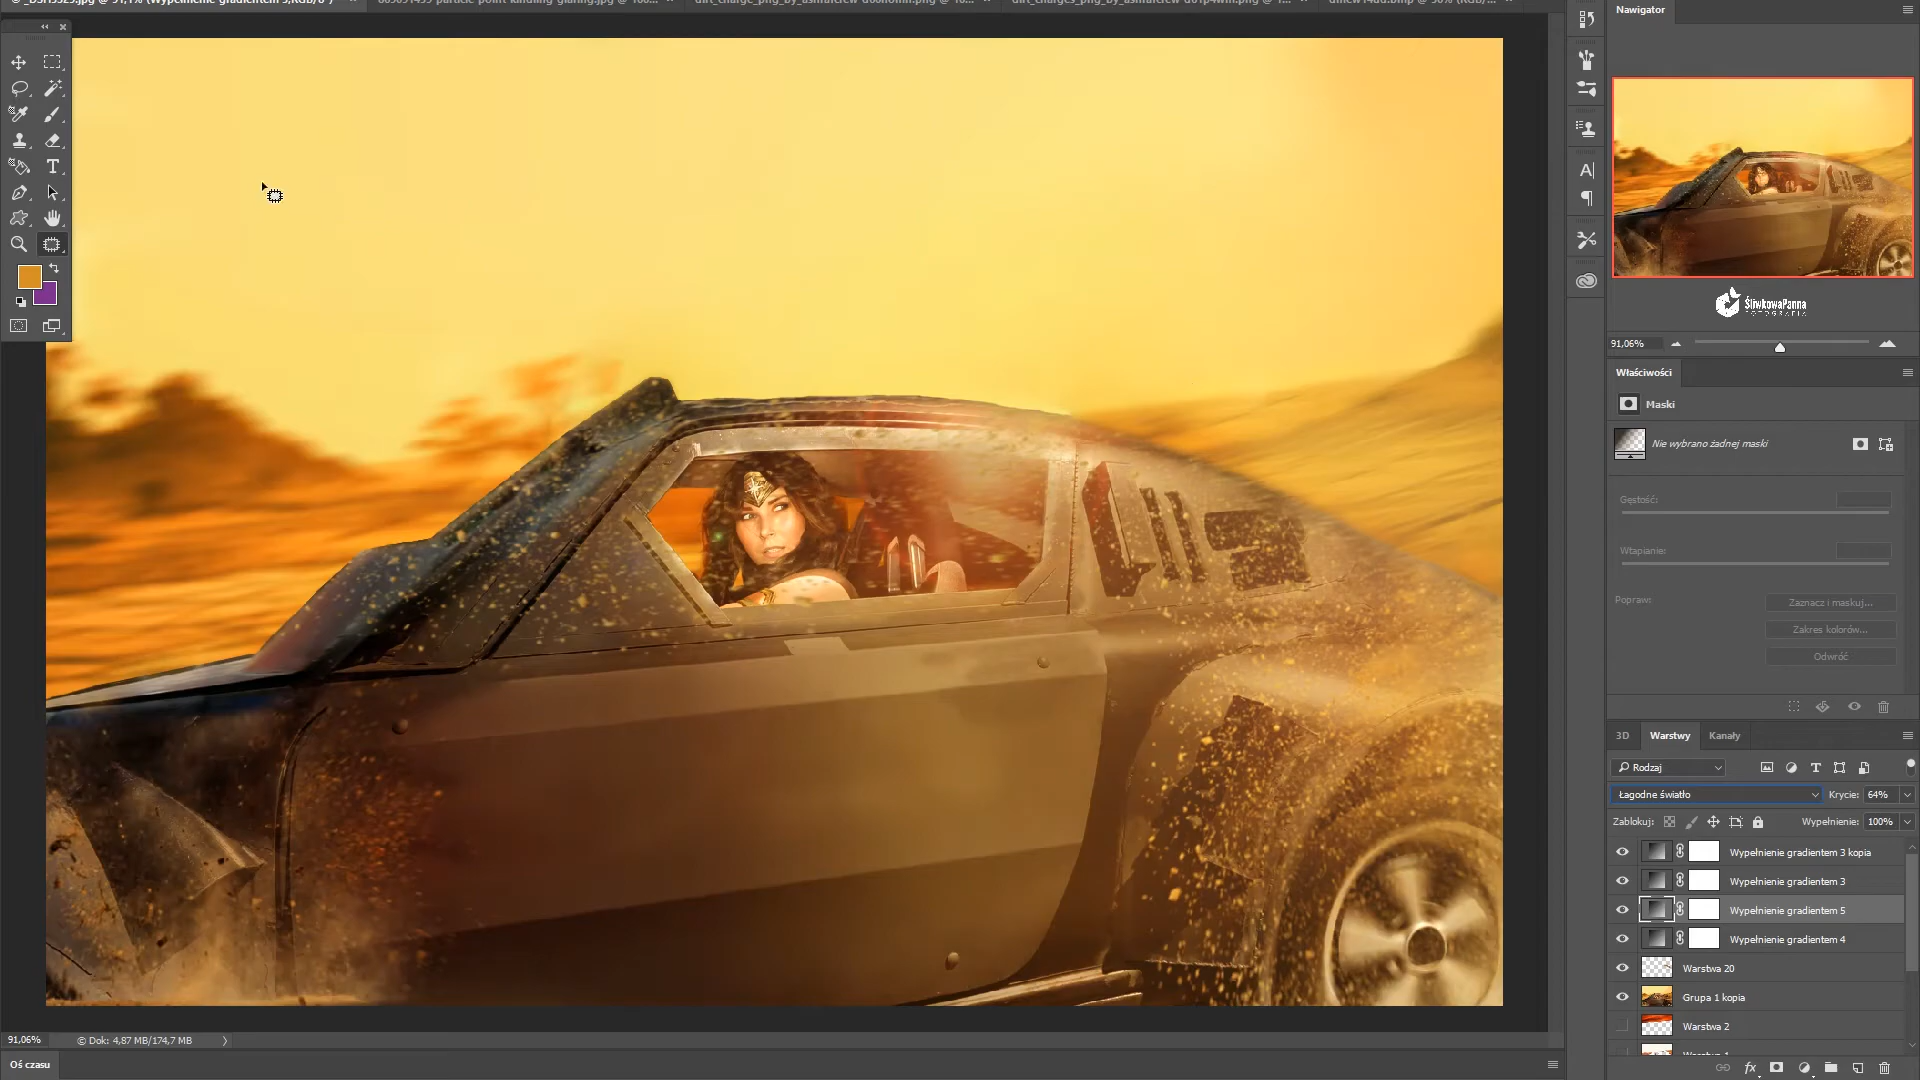 Nawigator
ŚliwkowaPanna
FOTOGRAFIA
91,06%
Właściwości
Maski
Nie wybrano żadnej maski
Gęstość:
Wtapianie:
Popraw:
Zaznacz i maskuj...
Zakres kolorów...
Odwróć
3D
Warstwy
Kanały
Rodzaj
Łagodne światło
Krycie: 64%
Zablokuj:
Wypełnienie: 100%
Wypełnienie gradientem 3 kopia
Wypełnienie gradientem 3
Wypełnienie gradientem 5
Wypełnienie gradientem 4
Warstwa 20
Grupa 1 kopia
Warstwa 2
91,06%
Dok: 4,87 MB/174,7 MB
Oś czasu